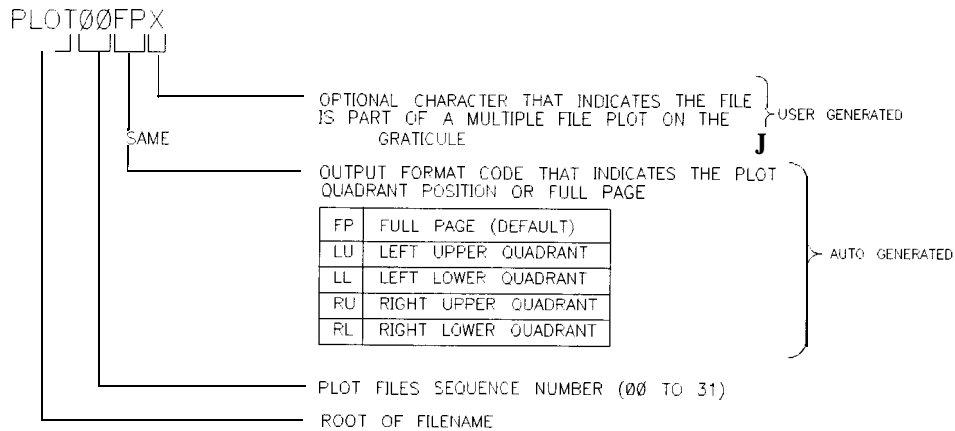 PLOTØØFPX
OPTIONAL CHARACTER THAT INDICATES THE FILE
IS PART OF A MULTIPLE FILE PLOT ON THE
GRATICULE
USER GENERATED
J
SAME
OUTPUT FORMAT CODE THAT INDICATES THE PLOT
QUADRANT POSITION OR FULL PAGE
FP FULL PAGE (DEFAULT)
LU LEFT UPPER QUADRANT
LL LEFT LOWER QUADRANT
RU RIGHT UPPER QUADRANT
RL RIGHT LOWER QUADRANT
AUTO GENERATED
PLOT FILES SEQUENCE NUMBER (ØØ TO 31)
ROOT OF FILENAME